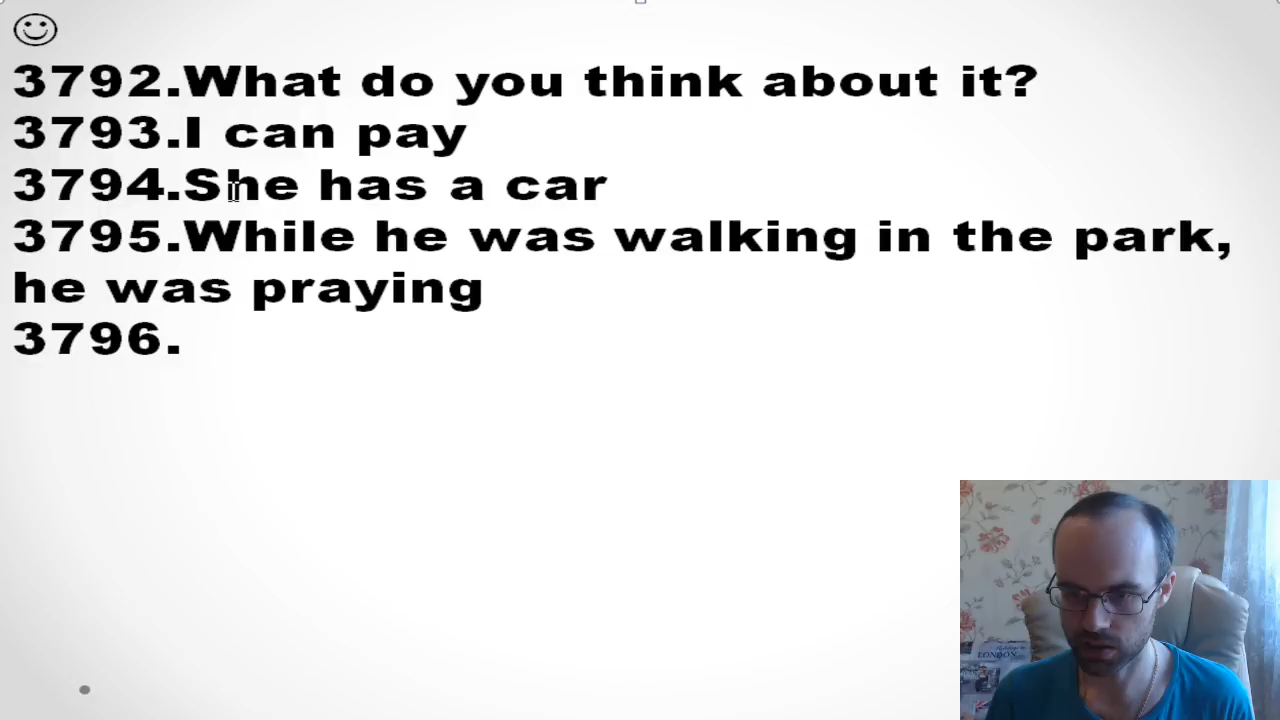 3792.What do you think about it?
3793.I can pay
3794.She has a car
3795.While he was walking in the park,
he was praying
3796.
LONDON